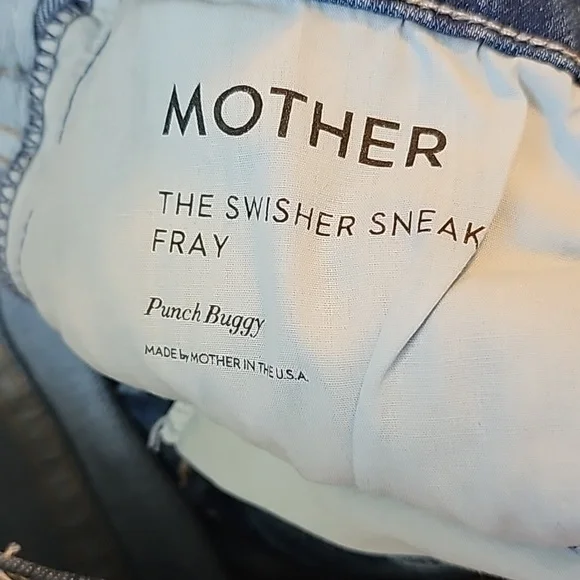 MOTHER
THE SWISHER SNEAK
FRAY
Punch Buggy
MADE by MOTHER IN THE U.S.A.